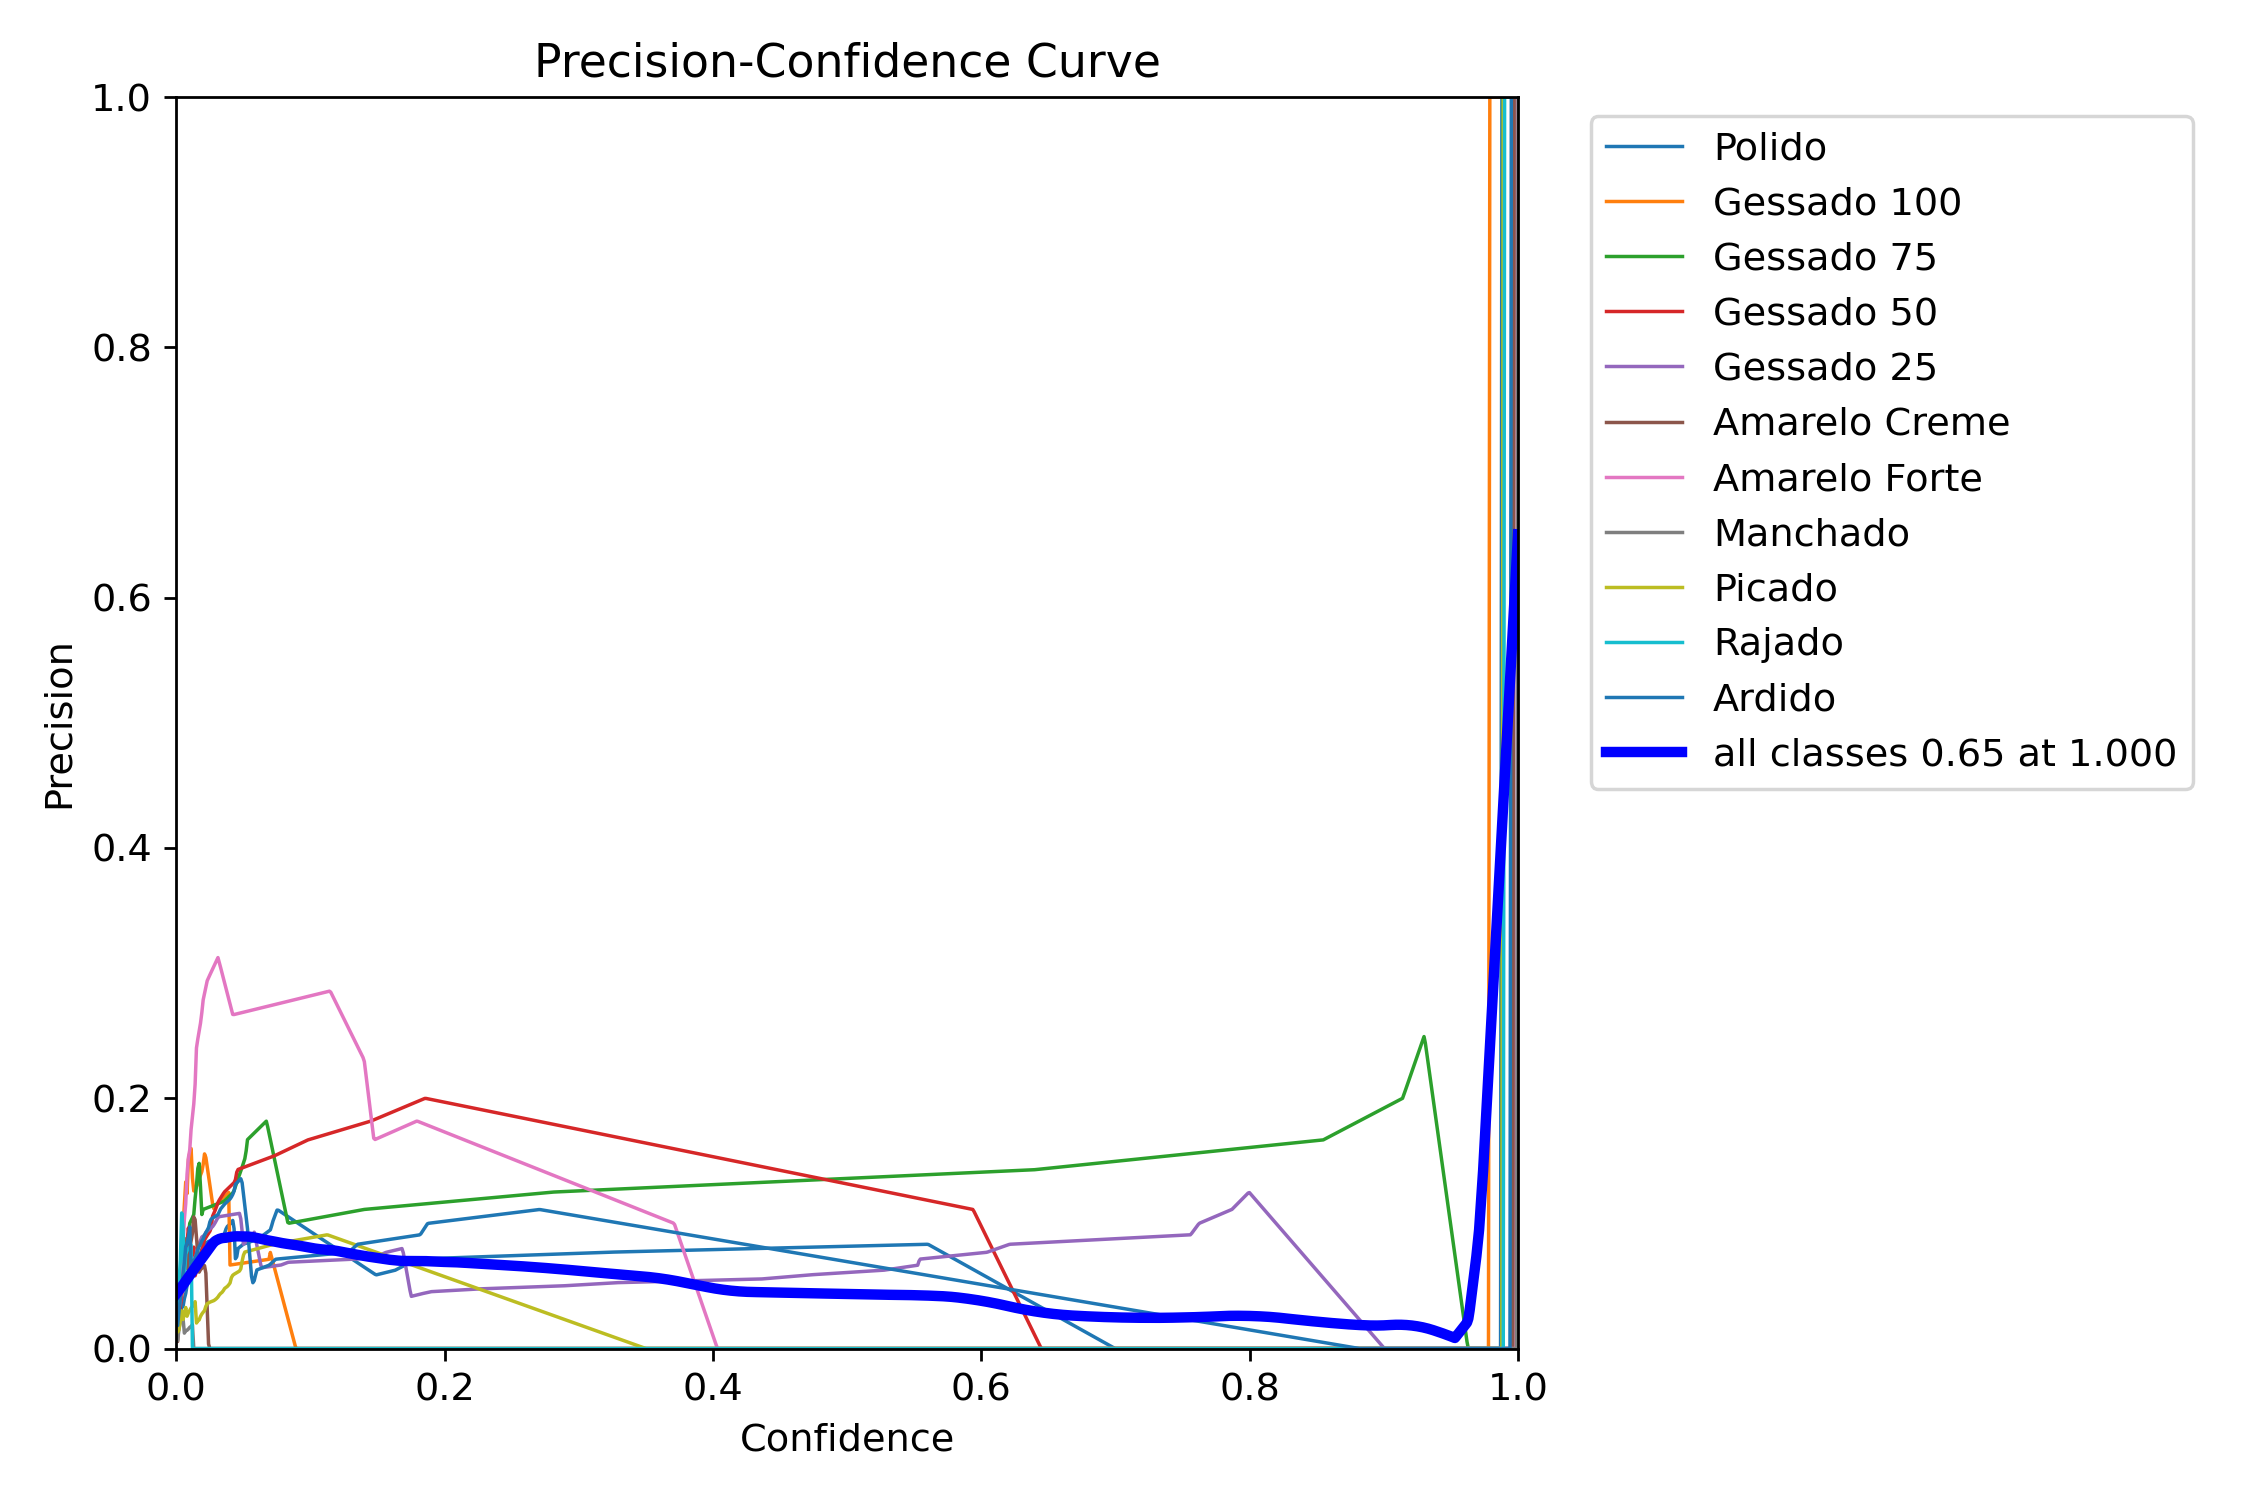 Precision-Confidence Curve
1.0
0.8
0.6
0.4
0.2
0.0
Precision
0.0 0.2 0.4 0.6 0.8 1.0
Confidence
Polido
Gessado 100
Gessado 75
Gessado 50
Gessado 25
Amarelo Creme
Amarelo Forte
Manchado
Picado
Rajado
Ardido
all classes 0.65 at 1.000